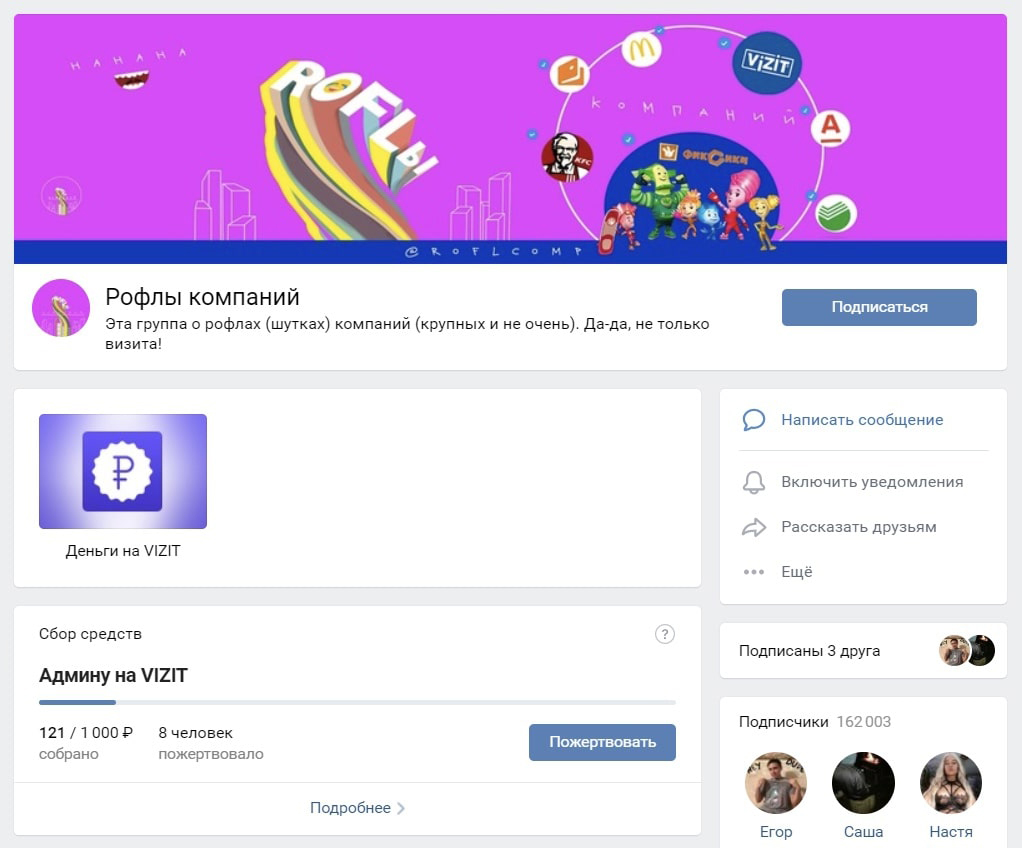 НАНАНА
ROFLЫ
VIZIT
КОМПАНИЙ
A
KFC
ФИКСИКИ
@ROFLCOMP
Рофлы компаний
Эта группа о рофлах (шутках) компаний (крупных и не очень). Да-да, не только
визита!
Подписаться
Написать сообщение
Деньги на VIZIT
Включить уведомления
Рассказать друзьям
Ещё
Сбор средств
?
Админу на VIZIT
121 / 1 000 ₽
8 человек
собрано
пожертвовало
Пожертвовать
Подробнее
Подписаны 3 друга
Подписчики 162 003
Егор
Саша
Настя